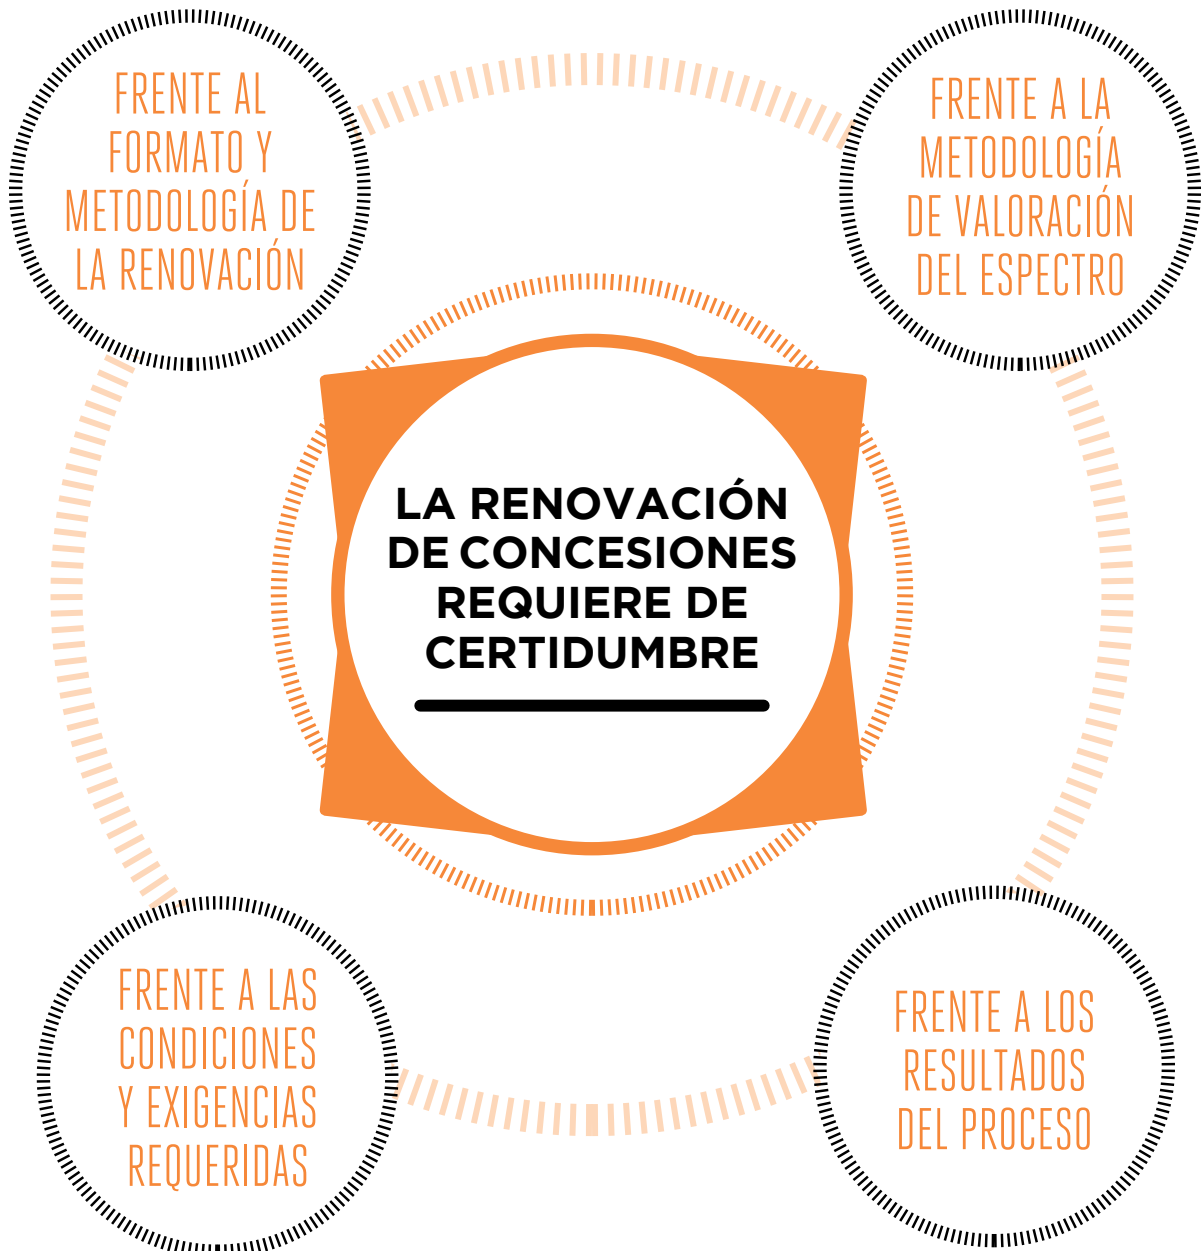 FRENTE AL
FORMATO Y
METODOLOGÍA DE
LA RENOVACIÓN
FRENTE A LA
METODOLOGÍA
DE VALORACIÓN
DEL ESPECTRO
LA RENOVACIÓN
DE CONCESIONES
REQUIERE DE
CERTIDUMBRE
FRENTE A LAS
CONDICIONES
Y EXIGENCIAS
REQUERIDAS
FRENTE A LOS
RESULTADOS
DEL PROCESO